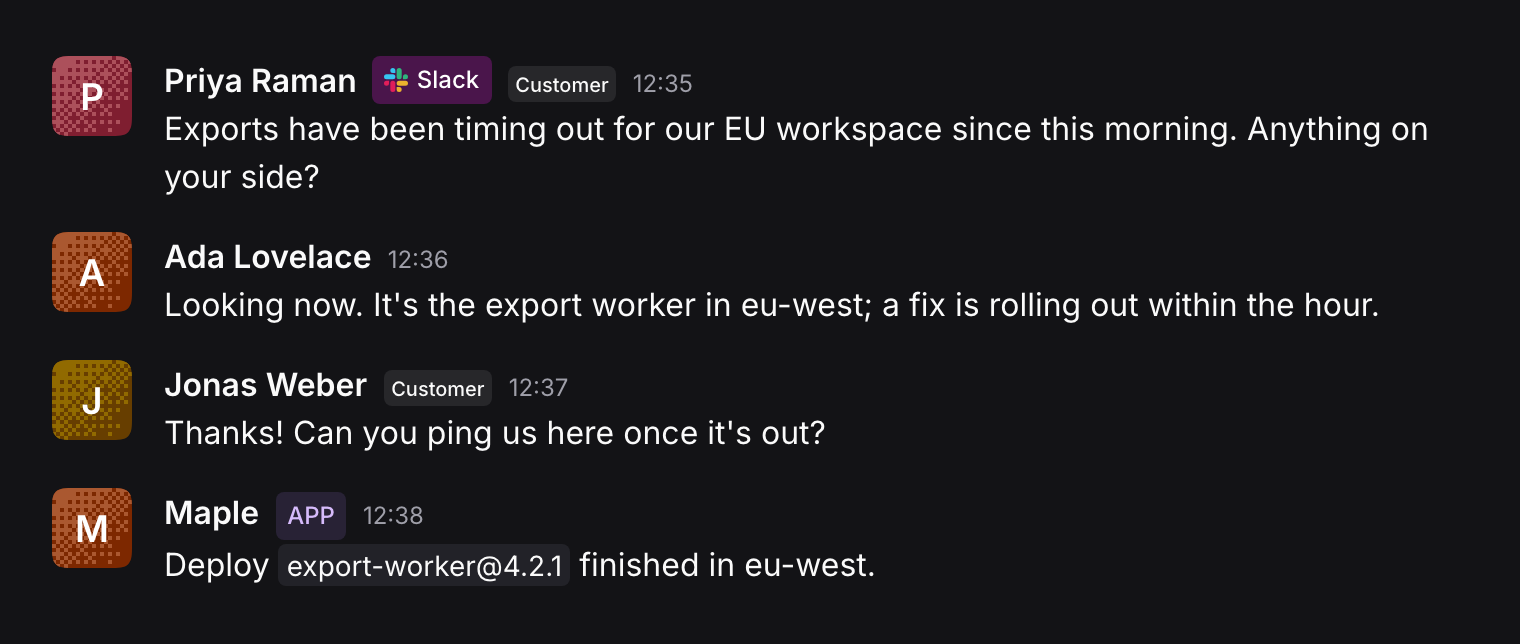 P
Priya Raman Slack Customer 12:35
Exports have been timing out for our EU workspace since this morning. Anything on
your side?
A
Ada Lovelace 12:36
Looking now. It's the export worker in eu-west; a fix is rolling out within the hour.
J
Jonas Weber Customer 12:37
Thanks! Can you ping us here once it's out?
M
Maple APP 12:38
Deploy export-worker@4.2.1 finished in eu-west.